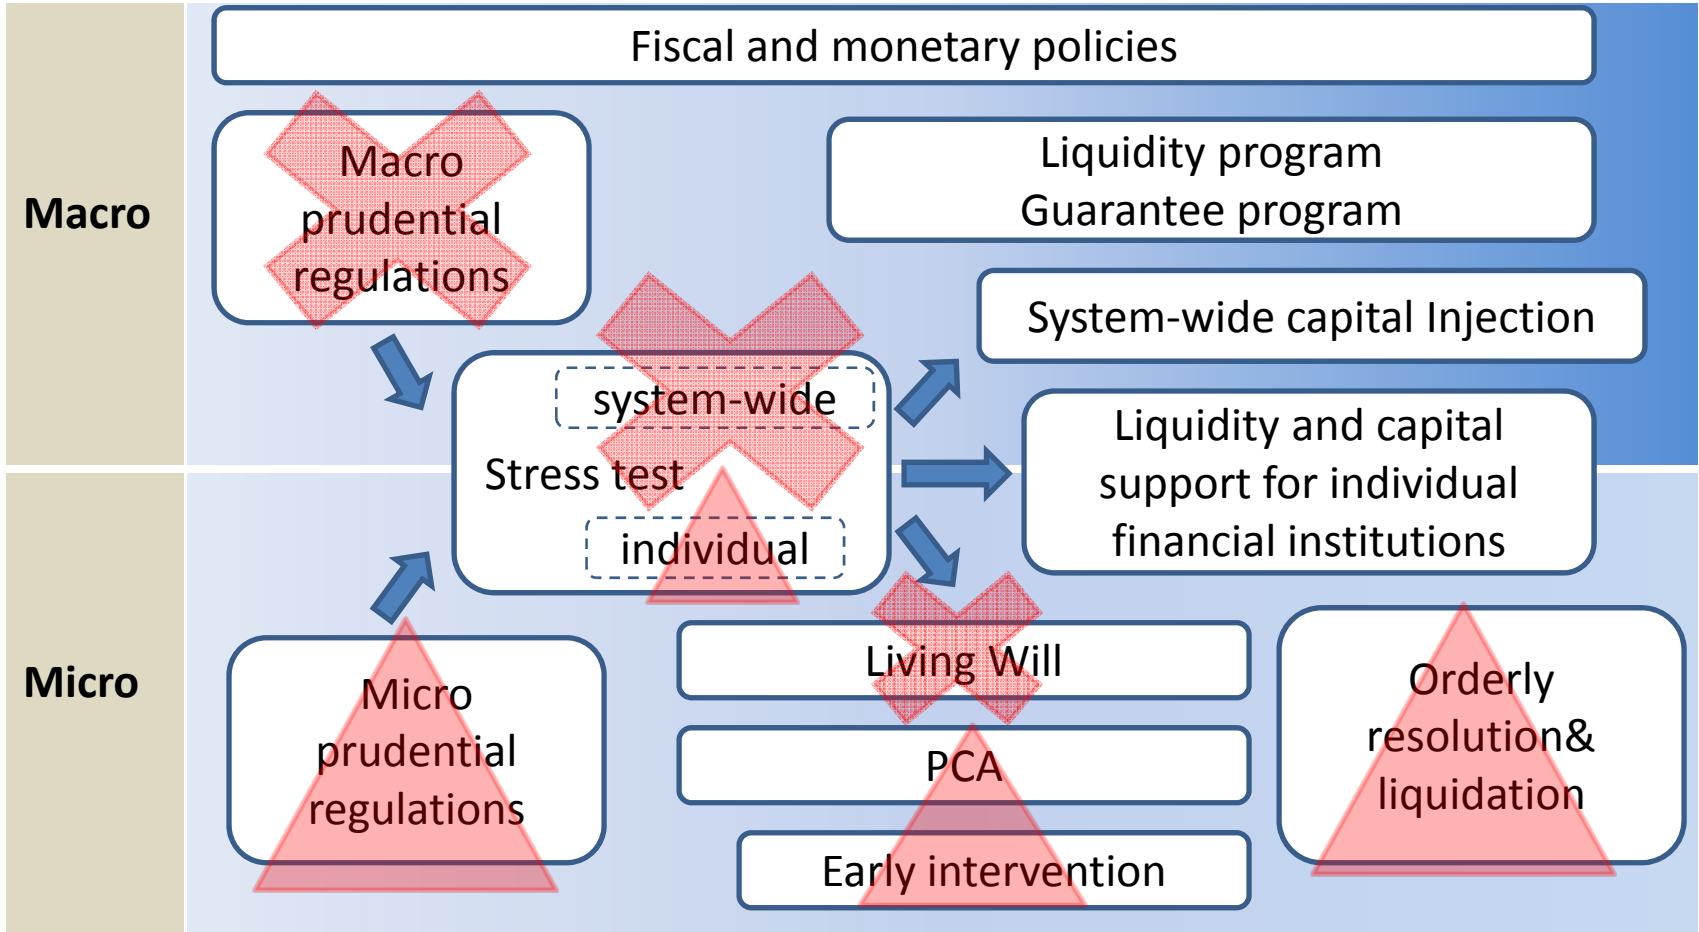 Fiscal and monetary policies
Macro
Macro
prudential
regulations
Liquidity program
Guarantee program
System-wide capital Injection
system-wide
Stress test
individual
Liquidity and capital
support for individual
financial institutions
Micro
Micro
prudential
regulations
Living Will
PCA
Early intervention
Orderly
resolution&
liquidation